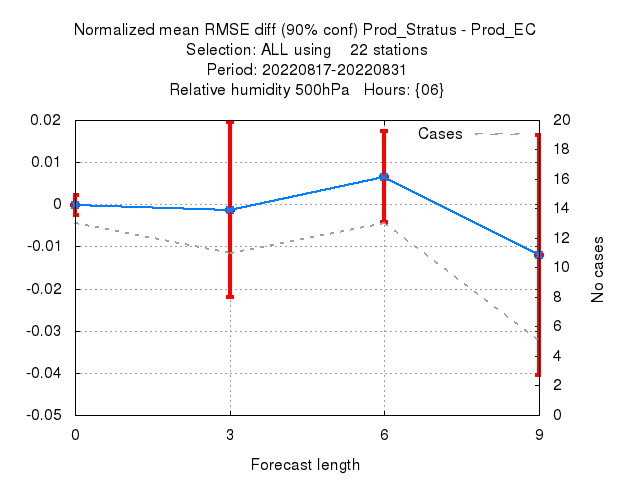 Normalized mean RMSE diff (90% conf) Prod_Stratus - Prod_EC
Selection: ALL using    22 stations
Period: 20220817-20220831
Relative humidity 500hPa   Hours: {06}
Cases
0.02
0.01
0
-0.01
-0.02
-0.03
-0.04
-0.05
20
18
16
14
12
10
8
6
4
2
0
No cases
0 3 6 9
Forecast length